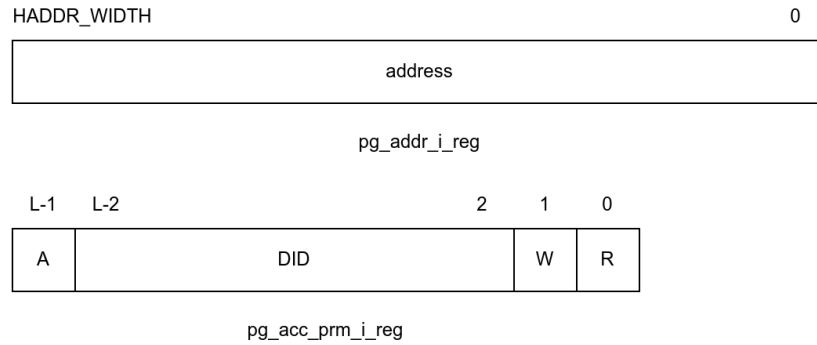 HADDR_WIDTH 0
address
pg_addr_i_reg
L-1 L-2 2 1 0
A DID W R
pg_acc_prm_i_reg